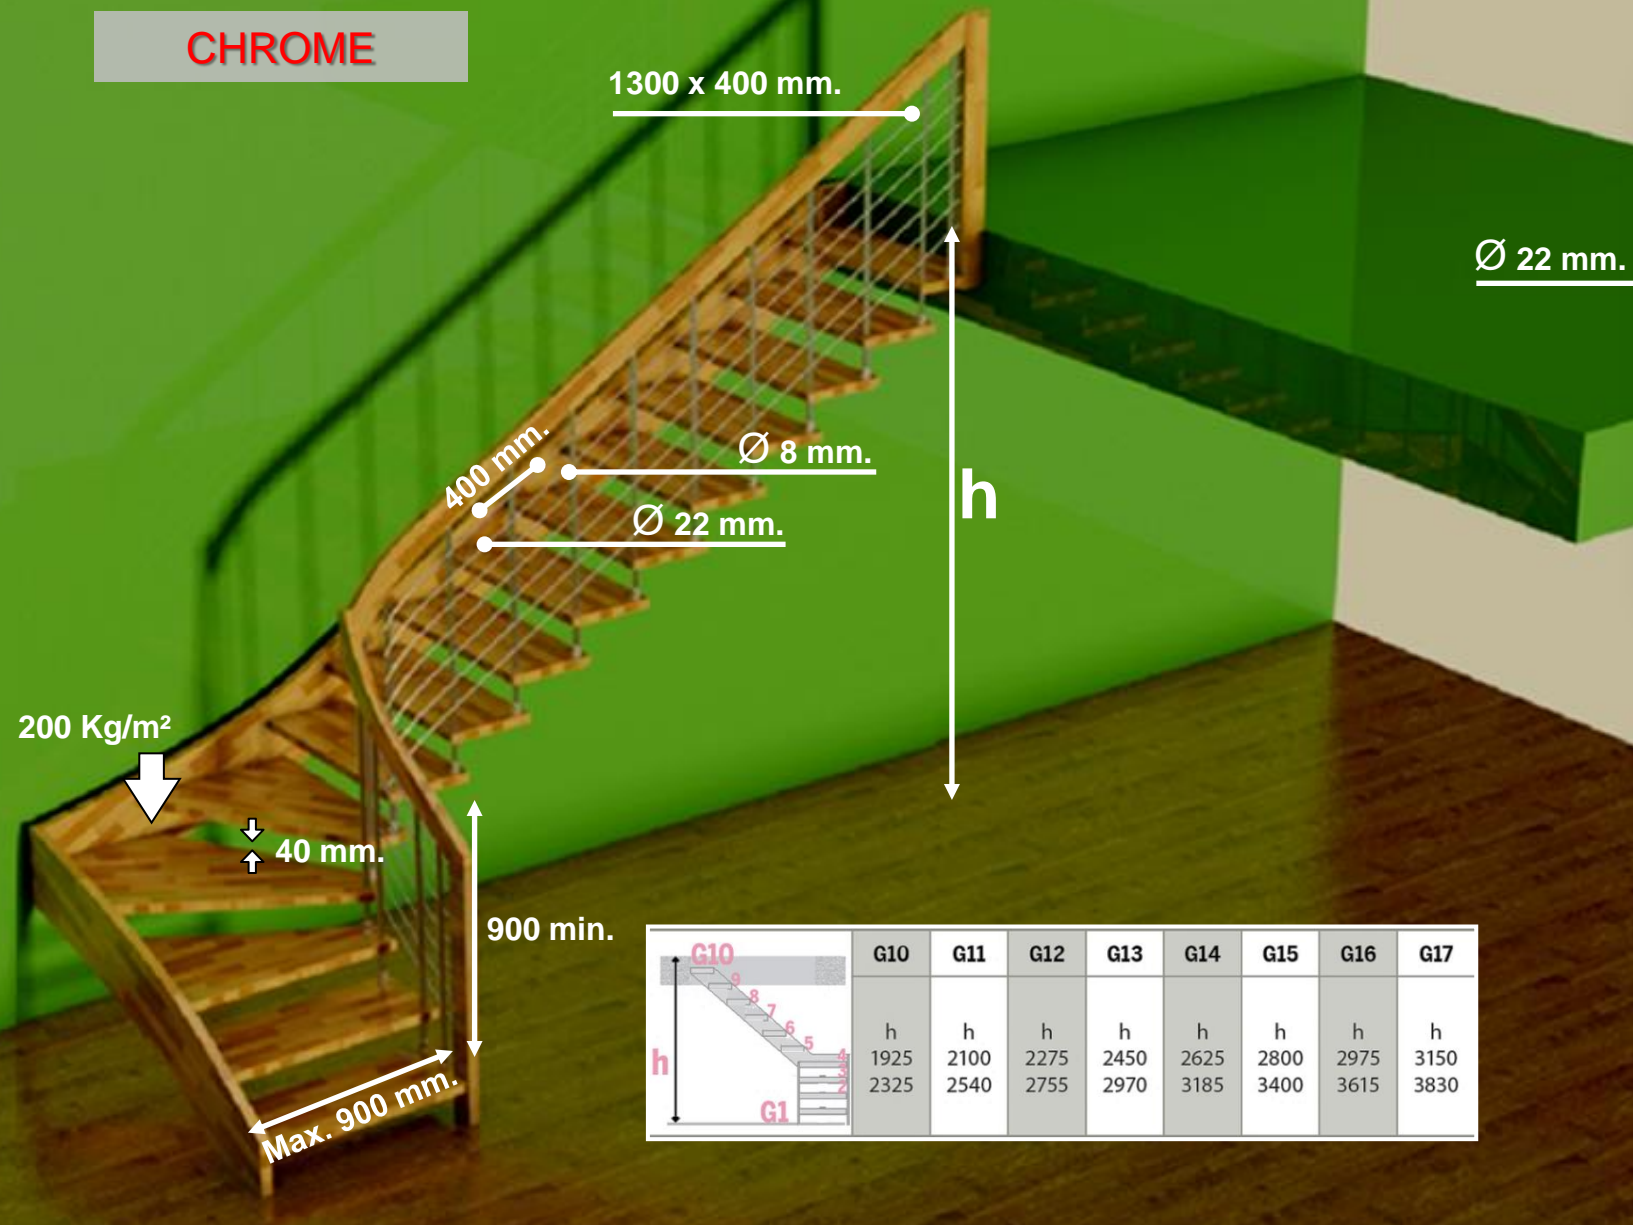 CHROME
1300 x 400 mm.
Ø 22 mm.
400 mm.
Ø 8 mm.
h
Ø 22 mm.
200 Kg/m²
40 mm.
900 min.
Max. 900 mm.
G10 G11 G12 G13 G14 G15 G16 G17
h h h h h h h h
1925 2100 2275 2450 2625 2800 2975 3150
2325 2540 2755 2970 3185 3400 3615 3830
G10
9
8
7
6
5
4
3
2
h
G1